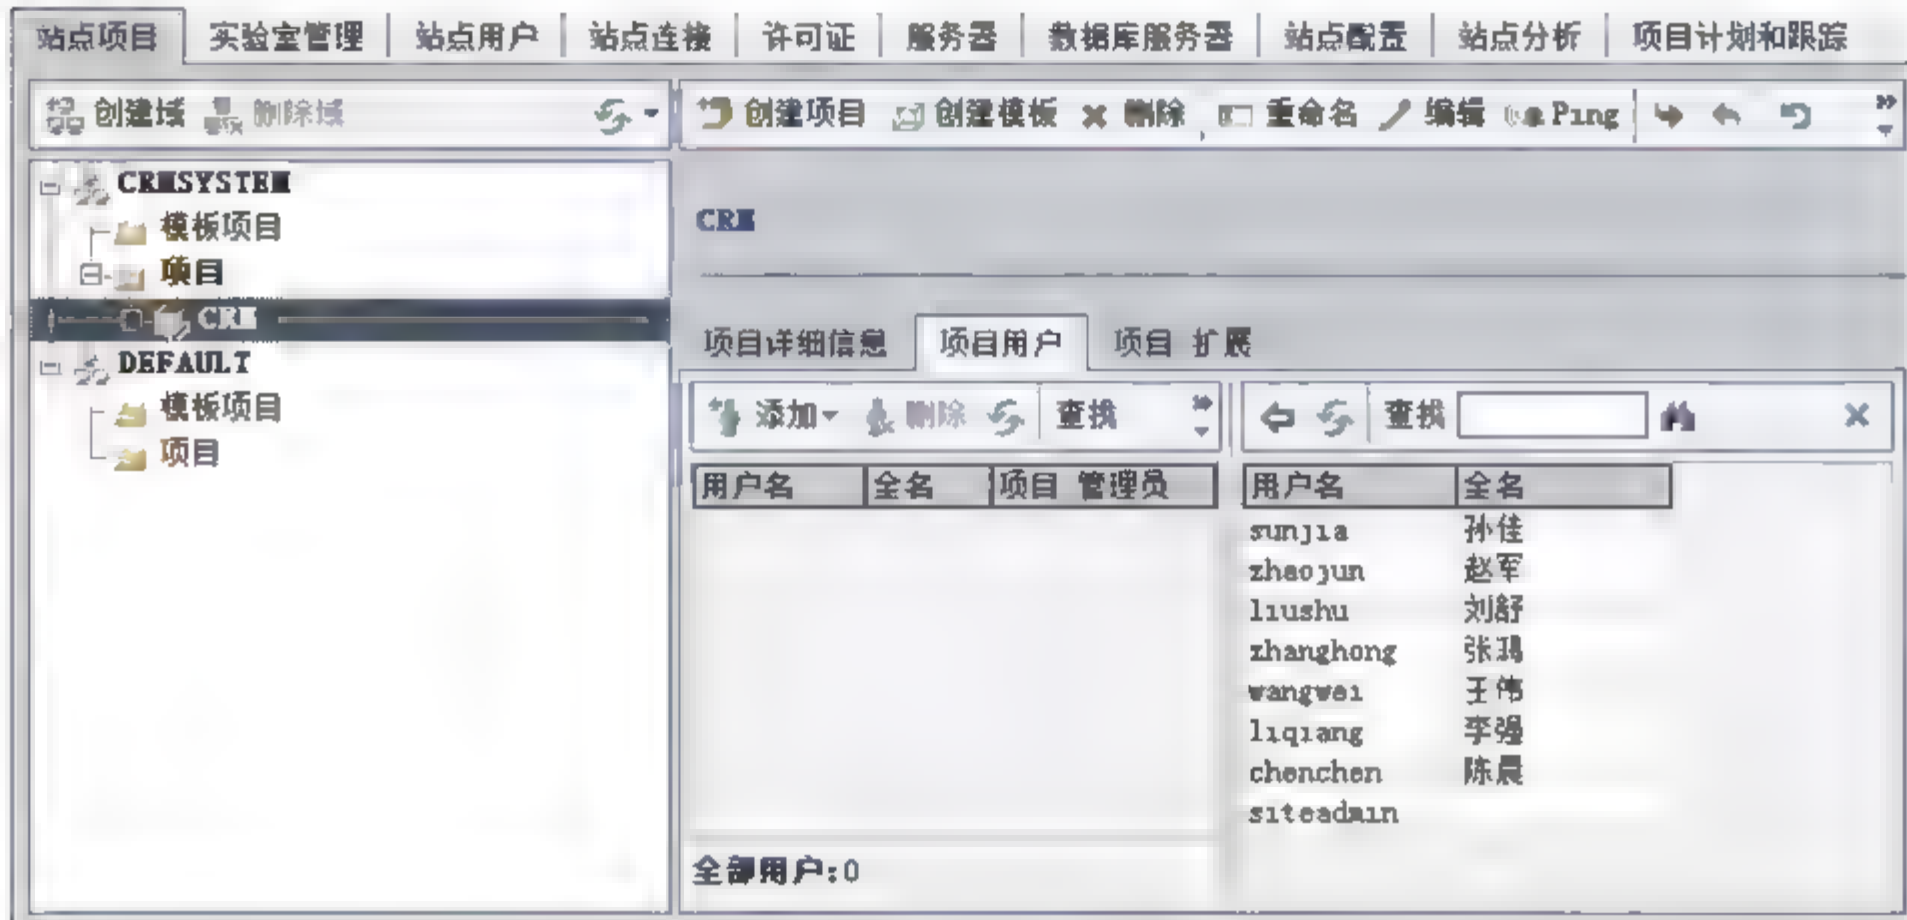 站点项目 实验室管理 站点用户 站点连接 许可证 服务器 数据库服务器 站点配置 站点分析 项目计划和跟踪
创建域 删除域
创建项目 创建模板 删除 重命名 编辑 Ping
CRMSYSTEM
模板项目
项目
CRM
DEFAULT
模板项目
项目
CRM
项目详细信息 项目用户 项目 扩展
添加 删除 查找
用户名 全名 项目 管理员
全部用户:0
查找
用户名 全名
sunjia 孙佳
zhaojun 赵军
liushu 刘舒
zhanghong 张
wangwei 王伟
liqiang 李强
chenchen 陈晨
siteadmin